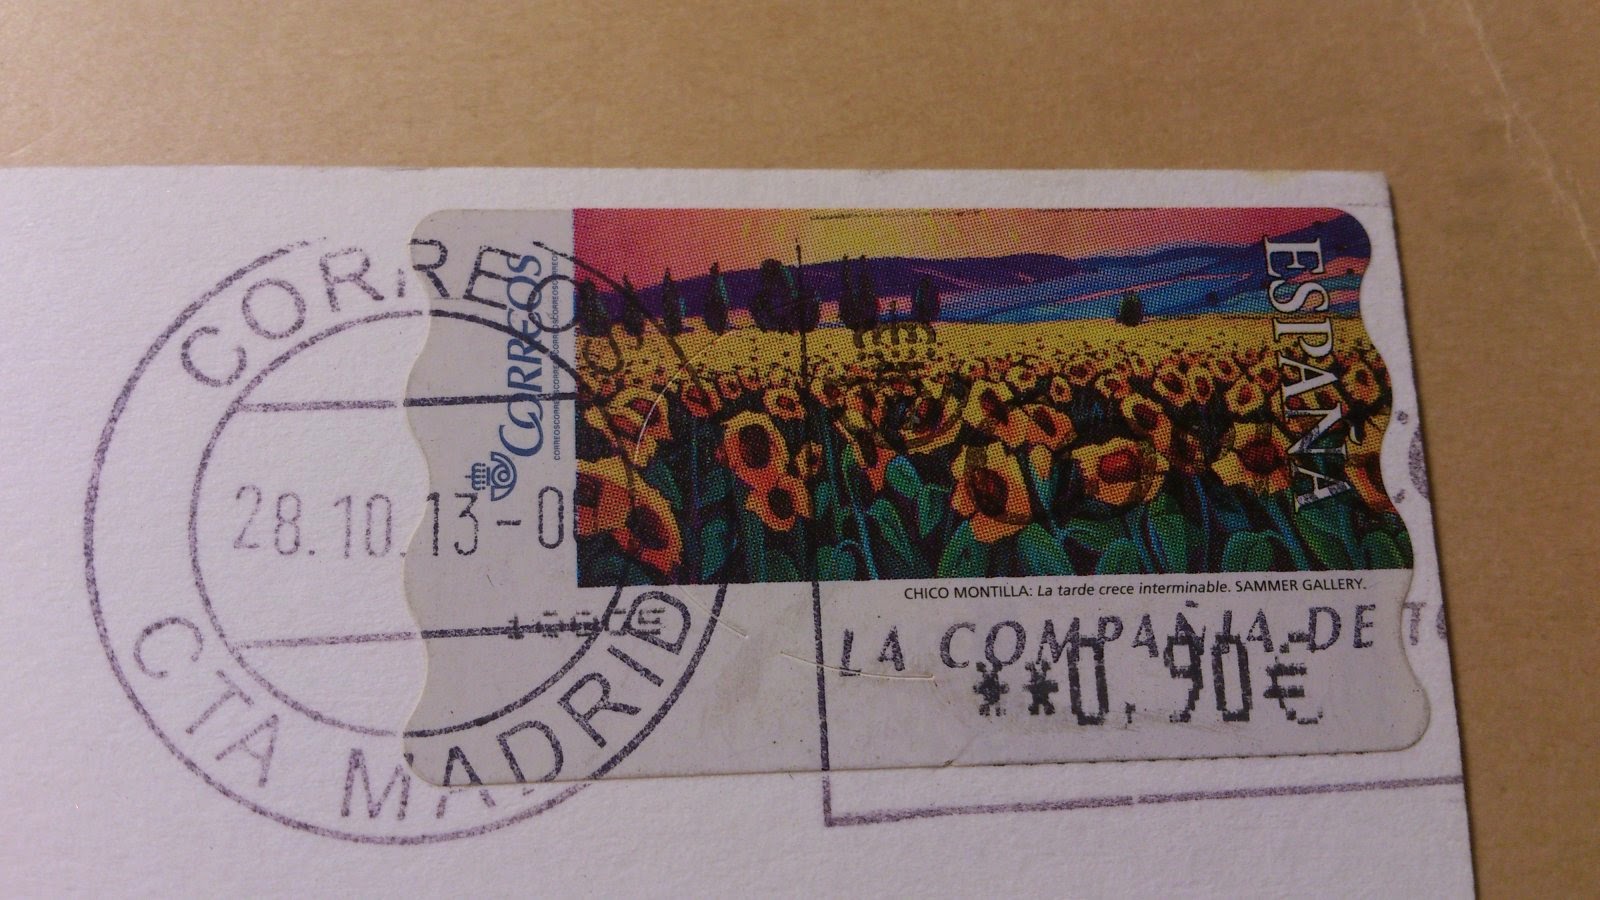 CORREOS
28.10.13-0
CTA MADRID
CORREOS
ESPAÑA
CHICO MONTILLA: La tarde crece interminable. SAMMER GALLERY.
LA COMPAÑIA DE
**0,90€